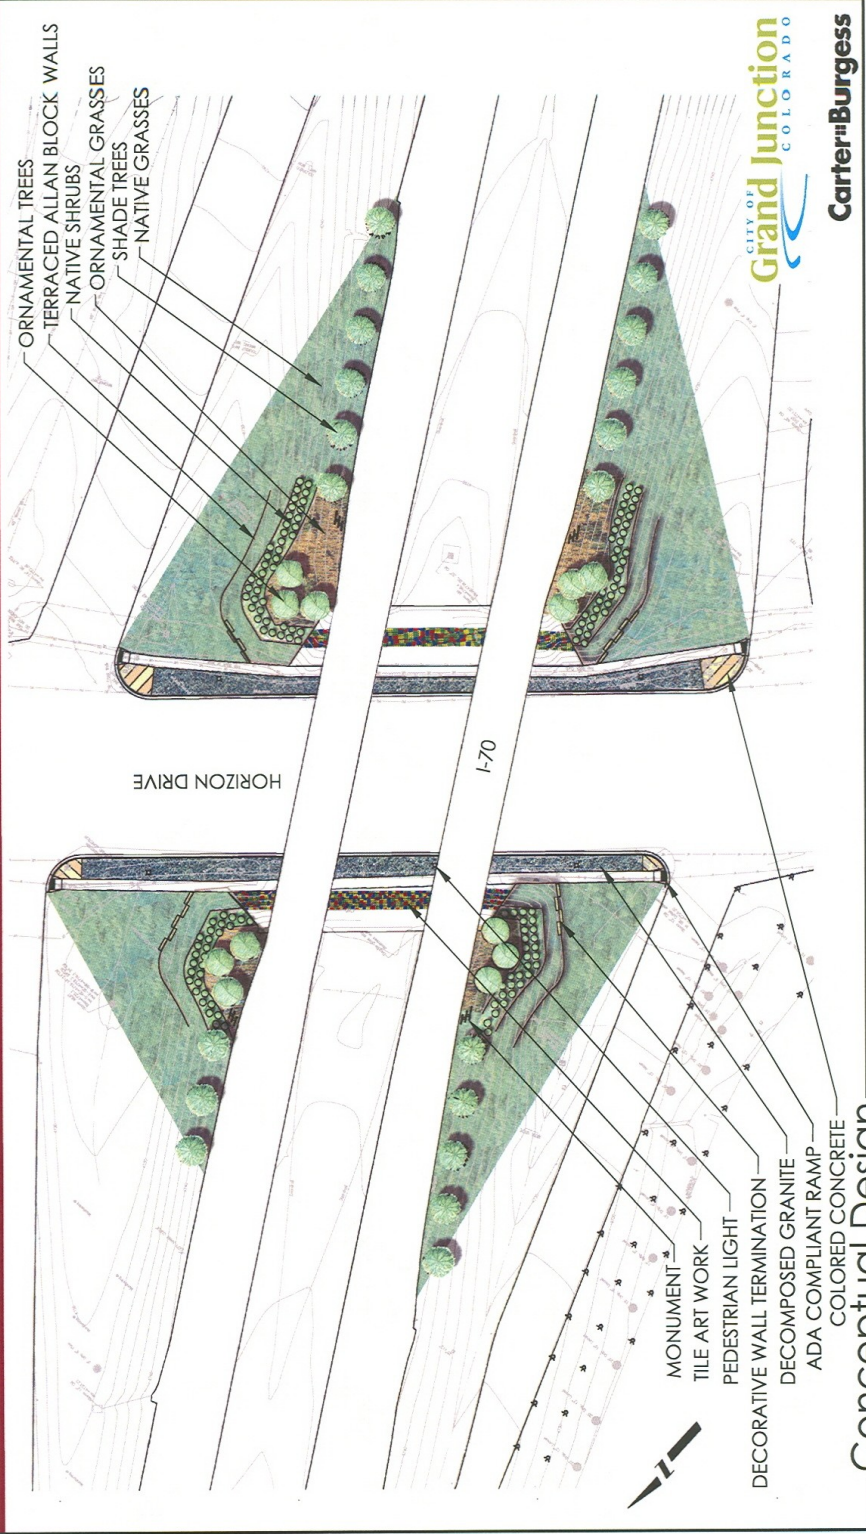 ORNAMENTAL TREES
TERRACED ALLAN BLOCK WALLS
NATIVE SHRUBS
ORNAMENTAL GRASSES
SHADE TREES
NATIVE GRASSES
HORIZON DRIVE
I-70
MONUMENT
TILE ART WORK
PEDESTRIAN LIGHT
DECORATIVE WALL TERMINATION
DECOMPOSED GRANITE
ADA COMPLIANT RAMP
COLORED CONCRETE
N
CITY OF
Grand Junction
COLORADO
Carter Burgess
Conceptual Design